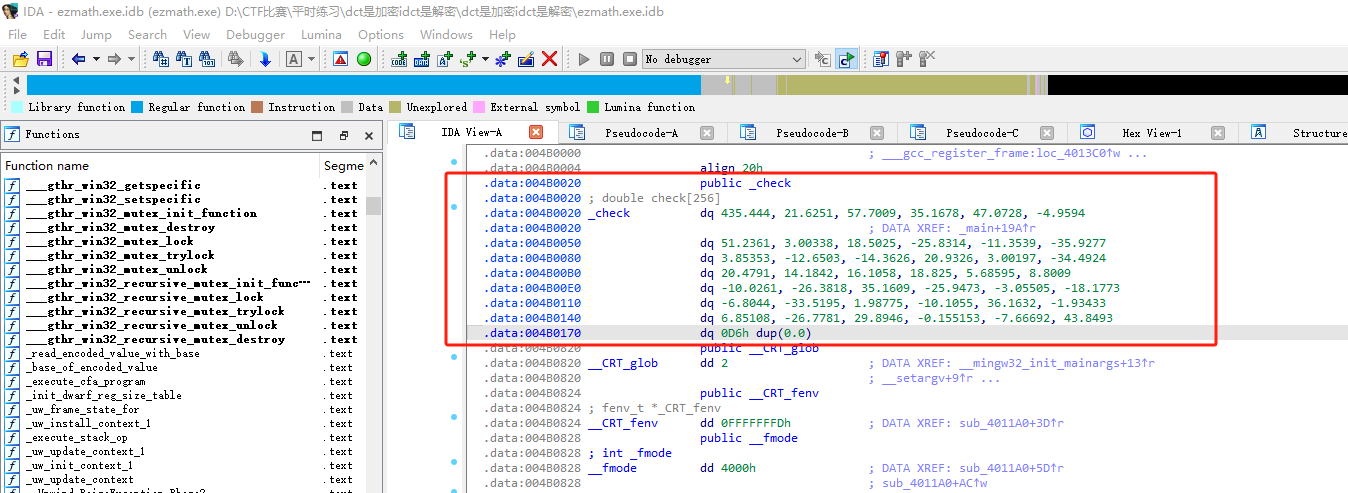 IDA - ezmath.exe.idb (ezmath.exe) D:\CTF比赛\平时练习\dct是加密idct是解密\dct是加密idct是解密\ezmath.exe.idb
File Edit Jump Search View Debugger Lumina Options Windows Help
No debugger
Library function Regular function Instruction Data Unexplored External symbol Lumina function
Functions
IDA View-A Pseudocode-A Pseudocode-B Pseudocode-C Hex View-1 Structure
Function name Segme
___gthr_win32_getspecific .text
___gthr_win32_setspecific .text
___gthr_win32_mutex_init_function .text
___gthr_win32_mutex_destroy .text
___gthr_win32_mutex_lock .text
___gthr_win32_mutex_trylock .text
___gthr_win32_mutex_unlock .text
___gthr_win32_recursive_mutex_init_func⋯ .text
___gthr_win32_recursive_mutex_lock .text
___gthr_win32_recursive_mutex_trylock .text
___gthr_win32_recursive_mutex_unlock .text
___gthr_win32_recursive_mutex_destroy .text
_read_encoded_value_with_base .text
_base_of_encoded_value .text
_execute_cfa_program .text
_init_dwarf_reg_size_table .text
_uw_frame_state_for .text
_uw_install_context_1 .text
_execute_stack_op .text
_uw_update_context_1 .text
_uw_init_context_1 .text
_uw_update_context .text
.data:004B0000 ; ___gcc_register_frame:loc_4013C0↑w ...
.data:004B0004 align 20h
.data:004B0020 public _check
.data:004B0020 ; double check[256]
.data:004B0020 _check dq 435.444, 21.6251, 57.7009, 35.1678, 47.0728, -4.9594
.data:004B0020 ; DATA XREF: _main+19A↑r
.data:004B0050 dq 51.2361, 3.00338, 18.5025, -25.8314, -11.3539, -35.9277
.data:004B0080 dq 3.85353, -12.6503, -14.3626, 20.9326, 3.00197, -34.4924
.data:004B00B0 dq 20.4791, 14.1842, 16.1058, 18.825, 5.68595, 8.8009
.data:004B00E0 dq -10.0261, -26.3818, 35.1609, -25.9473, -3.05505, -18.1773
.data:004B0110 dq -6.8044, -33.5195, 1.98775, -10.1055, 36.1632, -1.93433
.data:004B0140 dq 6.85108, -26.7781, 29.8946, -0.155153, -7.66692, 43.8493
.data:004B0170 dq 0D6h dup(0.0)
.data:004B0820 public __CRT_glob
.data:004B0820 __CRT_glob dd 2 ; DATA XREF: __mingw32_init_mainargs+13↑r
.data:004B0820 ; __setargv+9↑r ...
.data:004B0824 public __CRT_fenv
.data:004B0824 ; fenv_t *_CRT_fenv
.data:004B0824 __CRT_fenv dd 0FFFFFFFDh ; DATA XREF: sub_4011A0+3D↑r
.data:004B0828 public __fmode
.data:004B0828 ; int _fmode
.data:004B0828 __fmode dd 4000h ; DATA XREF: sub_4011A0+5D↑r
.data:004B0828 ; sub_4011A0+AC↑w